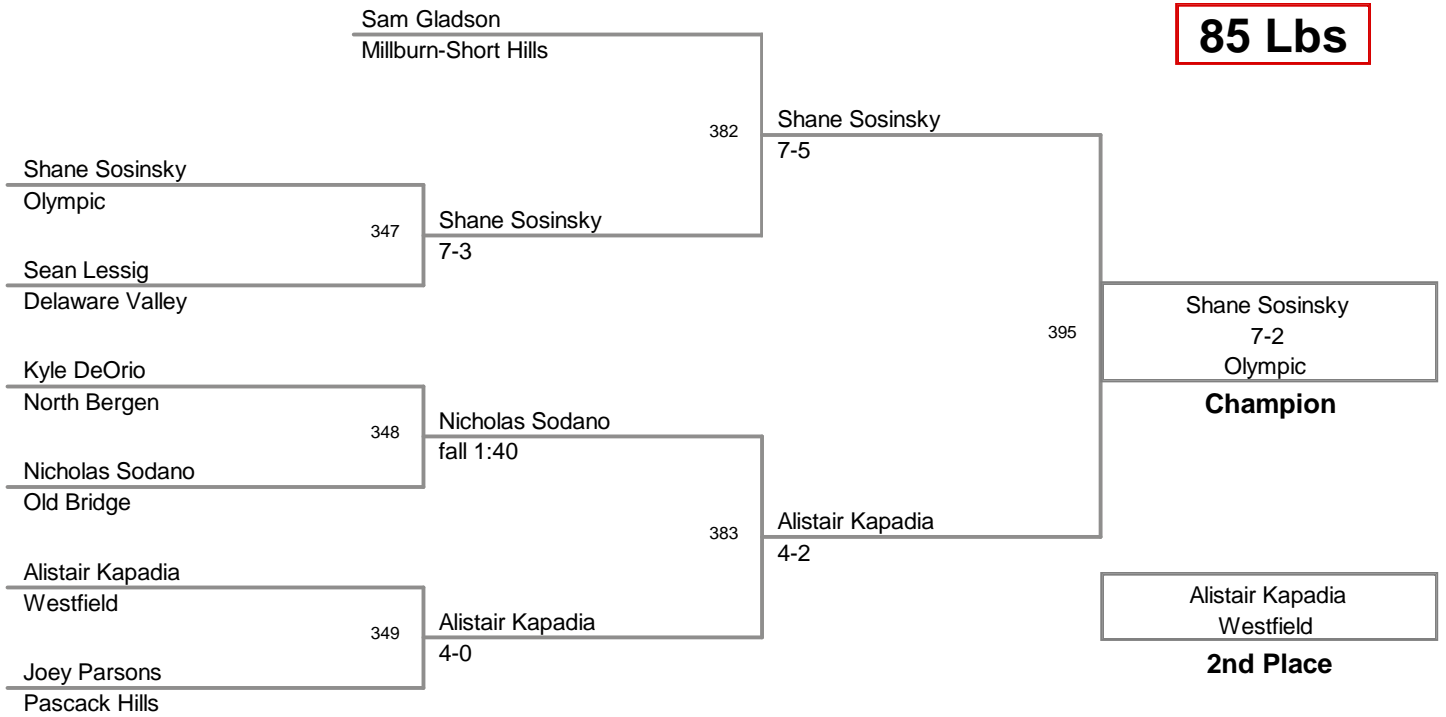 Sam Gladson
Millburn-Short Hills
85 Lbs
382
Shane Sosinsky
7-5
Shane Sosinsky
Olympic
347
Shane Sosinsky
7-3
Sean Lessig
Delaware Valley
395
Shane Sosinsky
7-2
Olympic
Champion
Kyle DeOrio
North Bergen
348
Nicholas Sodano
fall 1:40
Nicholas Sodano
Old Bridge
383
Alistair Kapadia
4-2
Alistair Kapadia
Westfield
349
Alistair Kapadia
4-0
Joey Parsons
Pascack Hills
Alistair Kapadia
Westfield
2nd Place